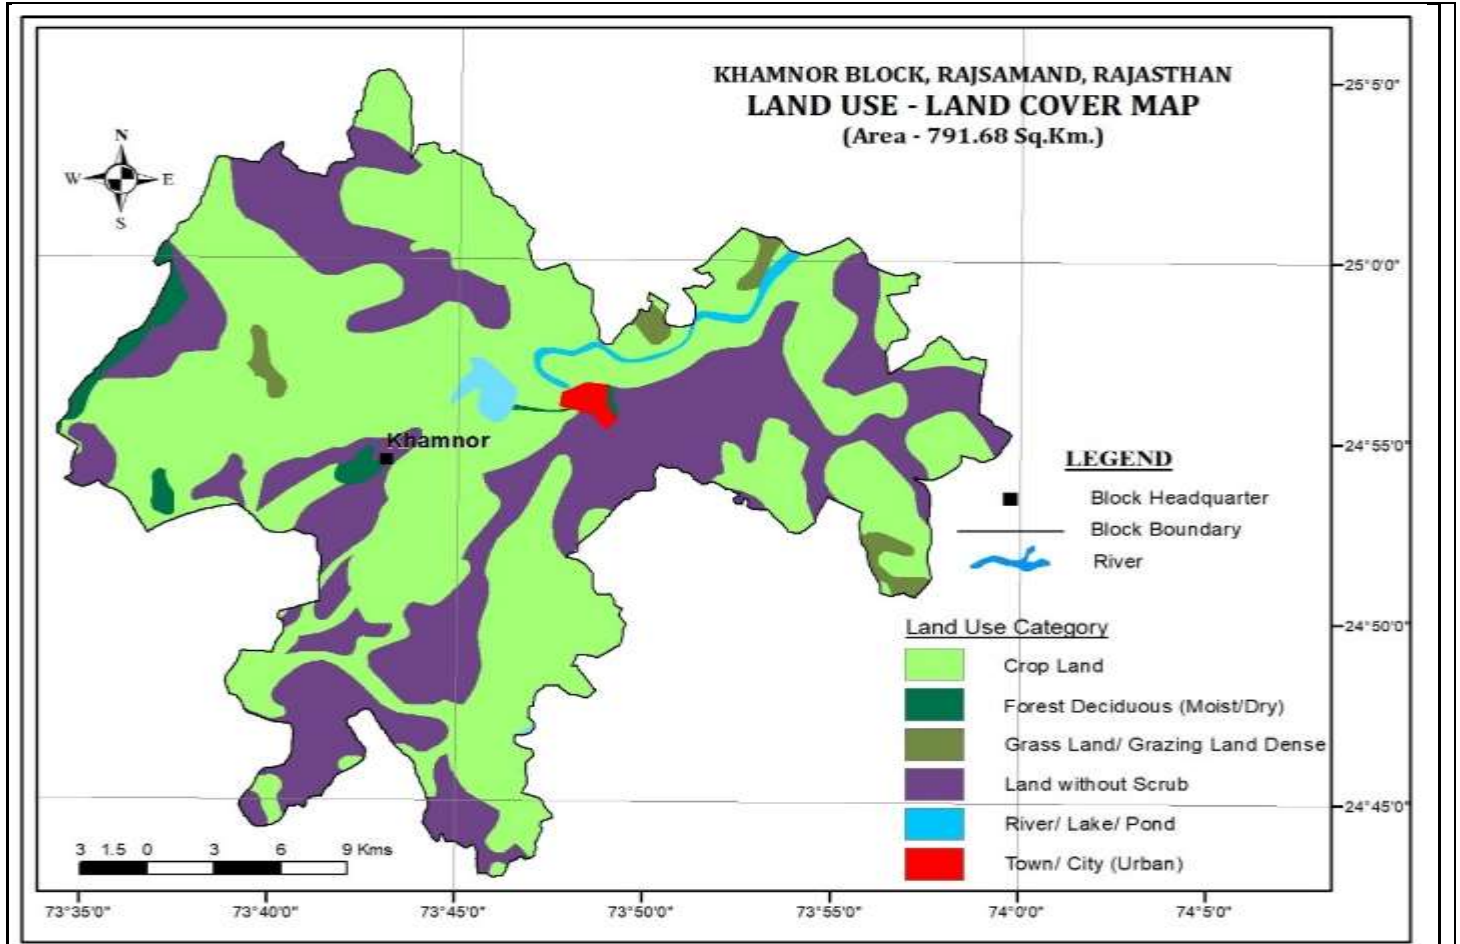 KHAMNOR BLOCK, RAJSAMAND, RAJASTHAN
LAND USE - LAND COVER MAP
(Area - 791.68 Sq.Km.)
N
W E
S
25°5'0"
25°0'0"
24°55'0"
24°50'0"
24°45'0"
Khamnor
LEGEND
Block Headquarter
Block Boundary
River
Land Use Category
Crop Land
Forest Deciduous (Moist/Dry)
Grass Land/ Grazing Land Dense
Land without Scrub
River/ Lake/ Pond
Town/ City (Urban)
3 1.5 0 3 6 9 Kms
73°35'0" 73°40'0" 73°45'0" 73°50'0" 73°55'0" 74°0'0" 74°5'0"